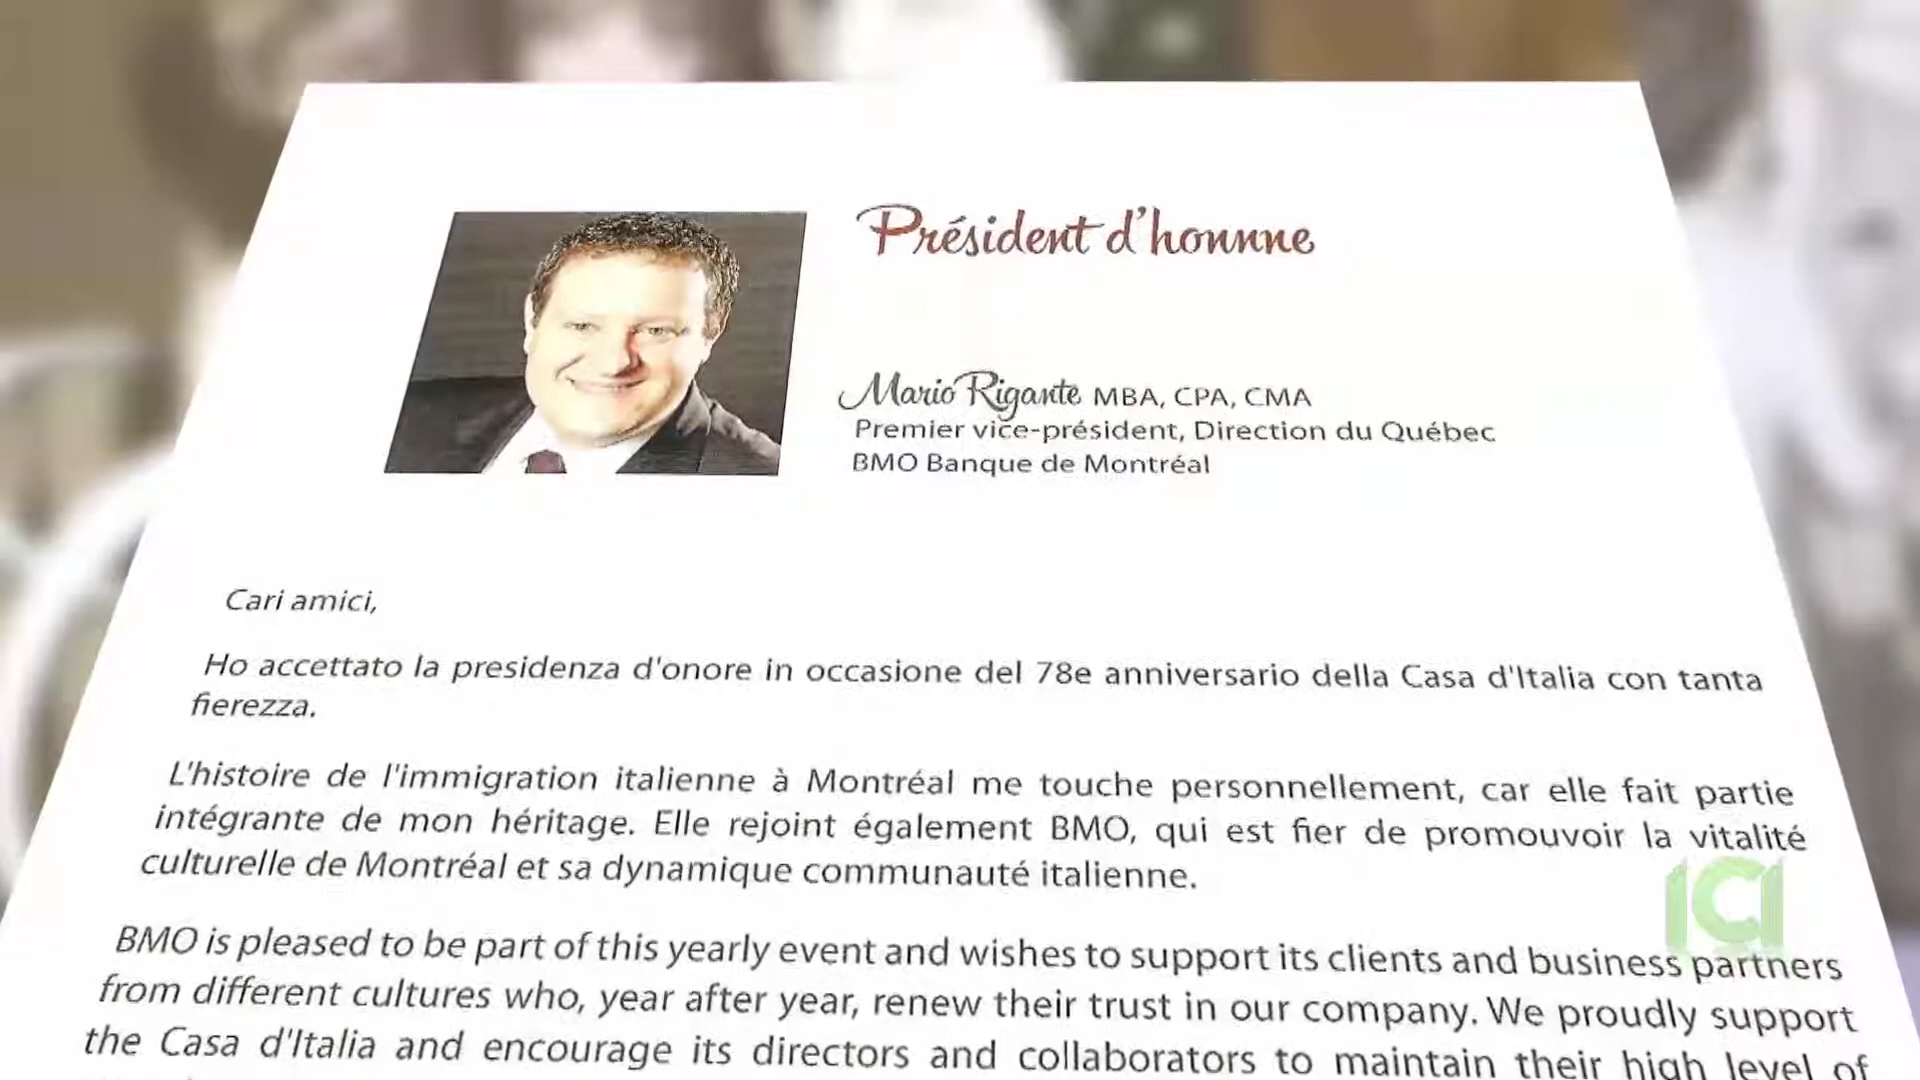 Président d'honnne
Mario Rigante MBA, CPA, CMA
Premier vice-président, Direction du Québec
BMO Banque de Montréal
Cari amici,
Ho accettato la presidenza d'onore in occasione del 78e anniversario della Casa d'Italia con tanta
fierezza.
L'histoire de l'immigration italienne à Montréal me touche personnellement, car elle fait partie
intégrante de mon héritage. Elle rejoint également BMO, qui est fier de promouvoir la vitalité
culturelle de Montréal et sa dynamique communauté italienne.
ICI
BMO is pleased to be part of this yearly event and wishes to support its clients and business partners
from different cultures who, year after year, renew their trust in our company. We proudly support
the Casa d'Italia and encourage its directors and collaborators to maintain their high level of